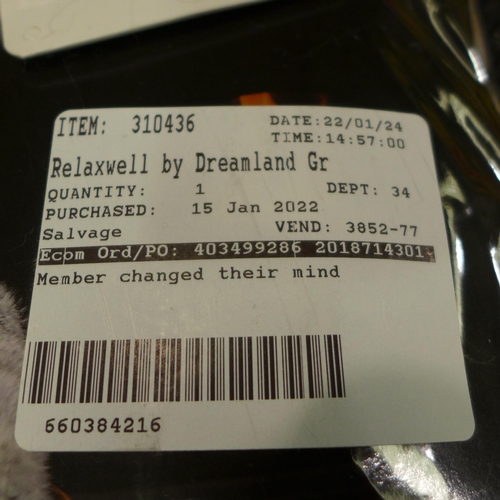 ITEM: 310436
DATE:22/01/24
TIME:14:57:00
Relaxwell by Dreamland Gr
QUANTITY: 1 DEPT: 34
PURCHASED: 15 Jan 2022
Salvage VEND: 3852-77
Ecom Ord/PO: 403499286 2018714301-
Member changed their mind
660384216